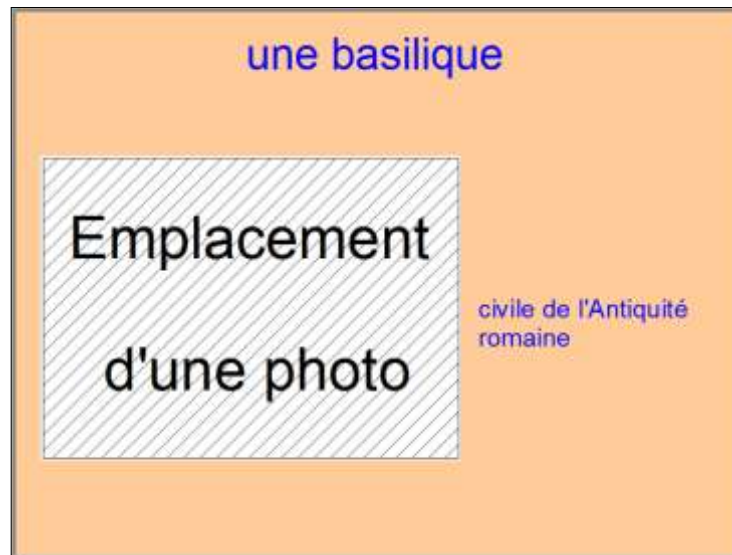 une basilique
Emplacement
d'une photo
civile de l'Antiquité
romaine